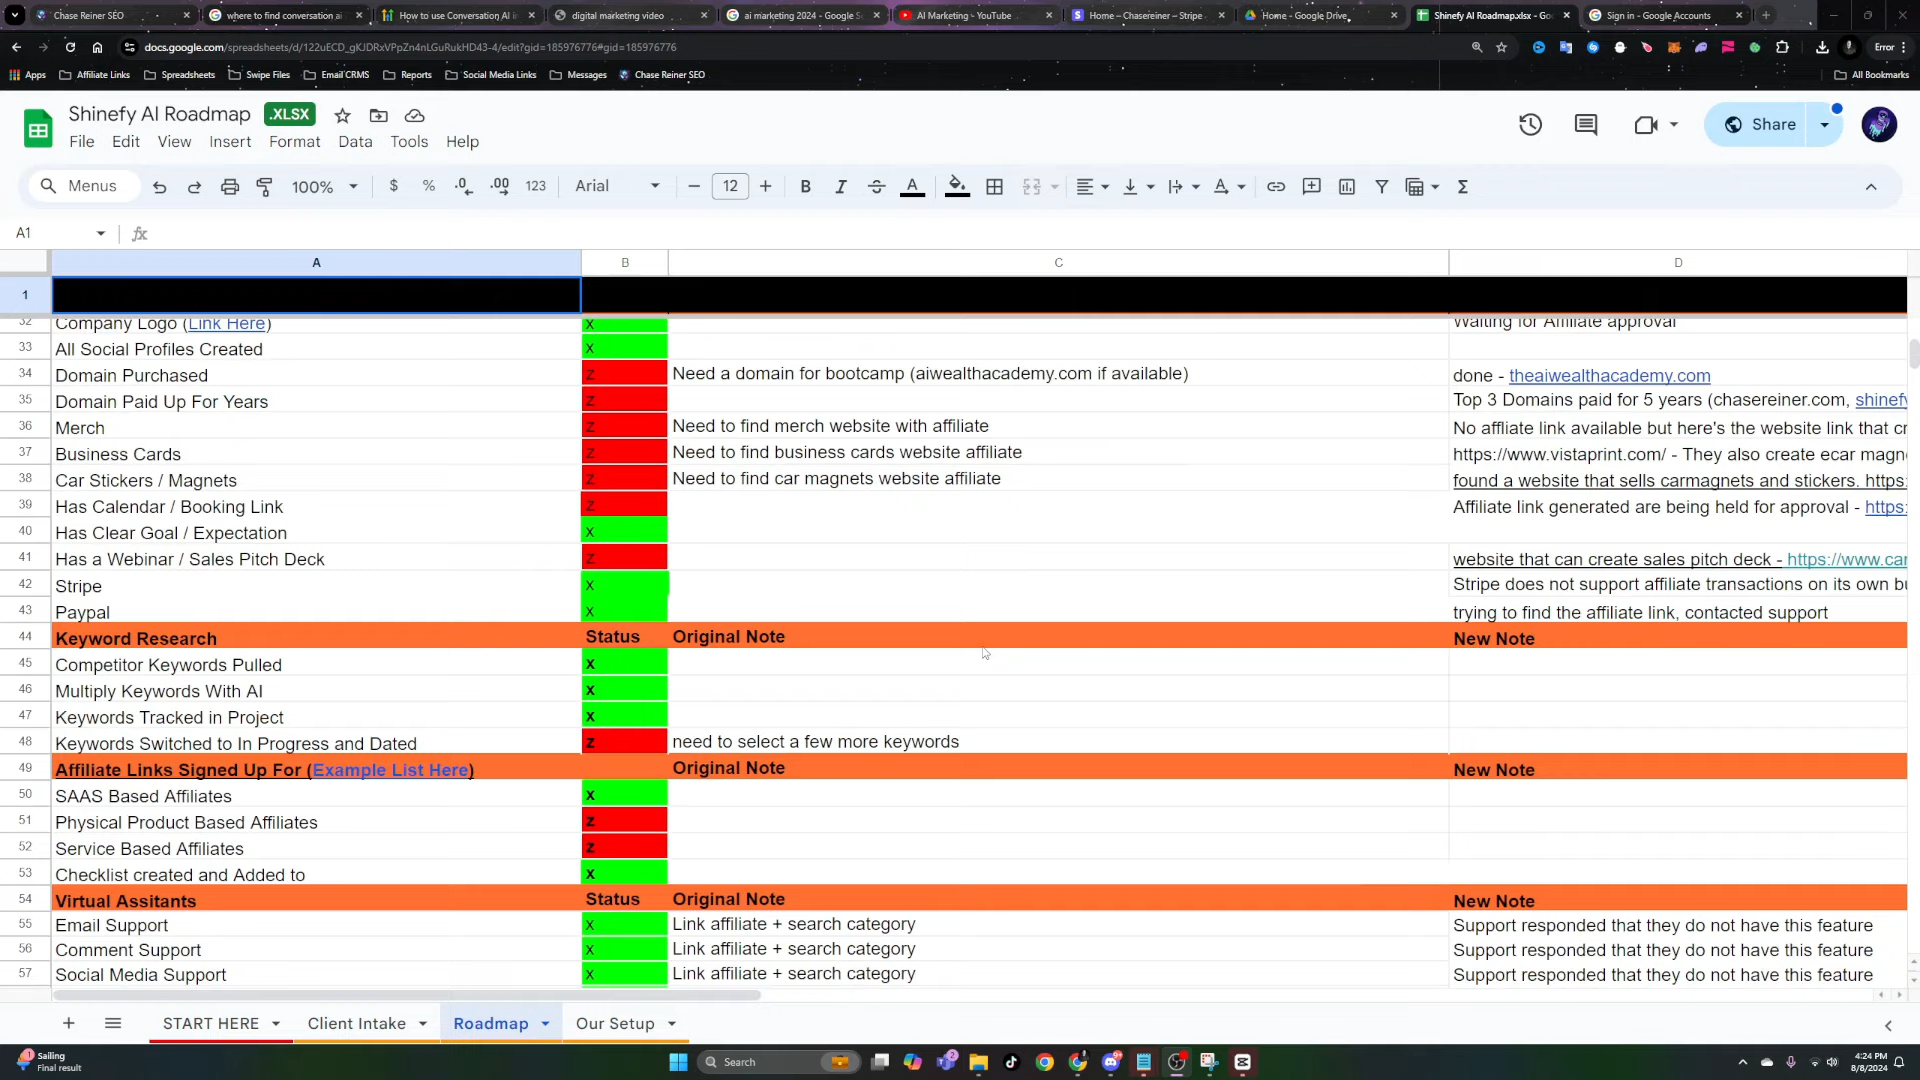 Chase Reiner SEO
where to find conversation ai
How to use Conversation AI in
digital marketing video
ai marketing 2024 - Google S
AI Marketing - YouTube
Home – Chasereiner – Stripe
Home - Google Drive
Shinefy AI Roadmap.xlsx - Go
Sign in - Google Accounts
docs.google.com/spreadsheets/d/122uECD_gKJDRxVPpZn4nLGuRukHD43-4/edit?gid=185976776#gid=185976776
Error
Apps
Affiliate Links
Spreadsheets
Swipe Files
Email CRMS
Reports
Social Media Links
Messages
Chase Reiner SEO
All Bookmarks
Shinefy AI Roadmap
.XLSX
File Edit View Insert Format Data Tools Help
Share
Menus
100%
$ % .0 .00 123
Arial
12
B I A
A1
fx
A B C D
1
32 Company Logo (Link Here) x Waiting for Affiliate approval
33 All Social Profiles Created x
34 Domain Purchased z Need a domain for bootcamp (aiwealthacademy.com if available) done - theaiwealthacademy.com
35 Domain Paid Up For Years z Top 3 Domains paid for 5 years (chasereiner.com, shinefy
36 Merch z Need to find merch website with affiliate No affliate link available but here's the website link that cr
37 Business Cards z Need to find business cards website affiliate https://www.vistaprint.com/ - They also create ecar magn
38 Car Stickers / Magnets z Need to find car magnets website affiliate found a website that sells carmagnets and stickers. https:
39 Has Calendar / Booking Link z Affiliate link generated are being held for approval - https:
40 Has Clear Goal / Expectation x
41 Has a Webinar / Sales Pitch Deck z website that can create sales pitch deck - https://www.car
42 Stripe x Stripe does not support affiliate transactions on its own bu
43 Paypal x trying to find the affiliate link, contacted support
44 Keyword Research Status Original Note New Note
45 Competitor Keywords Pulled x
46 Multiply Keywords With AI x
47 Keywords Tracked in Project x
48 Keywords Switched to In Progress and Dated z need to select a few more keywords
49 Affiliate Links Signed Up For (Example List Here) Original Note New Note
50 SAAS Based Affiliates x
51 Physical Product Based Affiliates z
52 Service Based Affiliates z
53 Checklist created and Added to x
54 Virtual Assitants Status Original Note New Note
55 Email Support x Link affiliate + search category Support responded that they do not have this feature
56 Comment Support x Link affiliate + search category Support responded that they do not have this feature
57 Social Media Support x Link affiliate + search category Support responded that they do not have this feature
START HERE
Client Intake
Roadmap
Our Setup
Sailing
Final result
Search
4:24 PM
8/8/2024